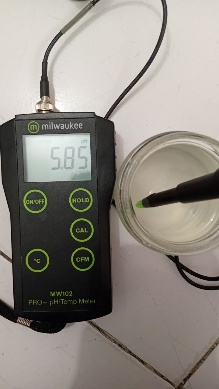 m milwaukee
5.85
ON/OFF
HOLD
CAL
°C
CFM
MW102
PRO+ pH/Temp Meter